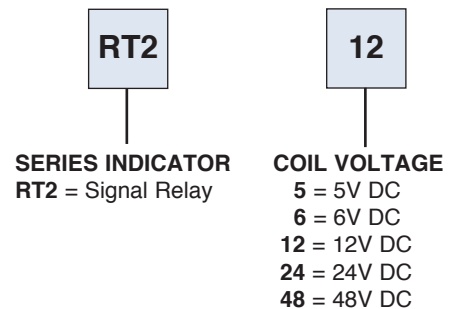 RT2
12
SERIES INDICATOR
RT2 = Signal Relay
COIL VOLTAGE
5 = 5V DC
6 = 6V DC
12 = 12V DC
24 = 24V DC
48 = 48V DC